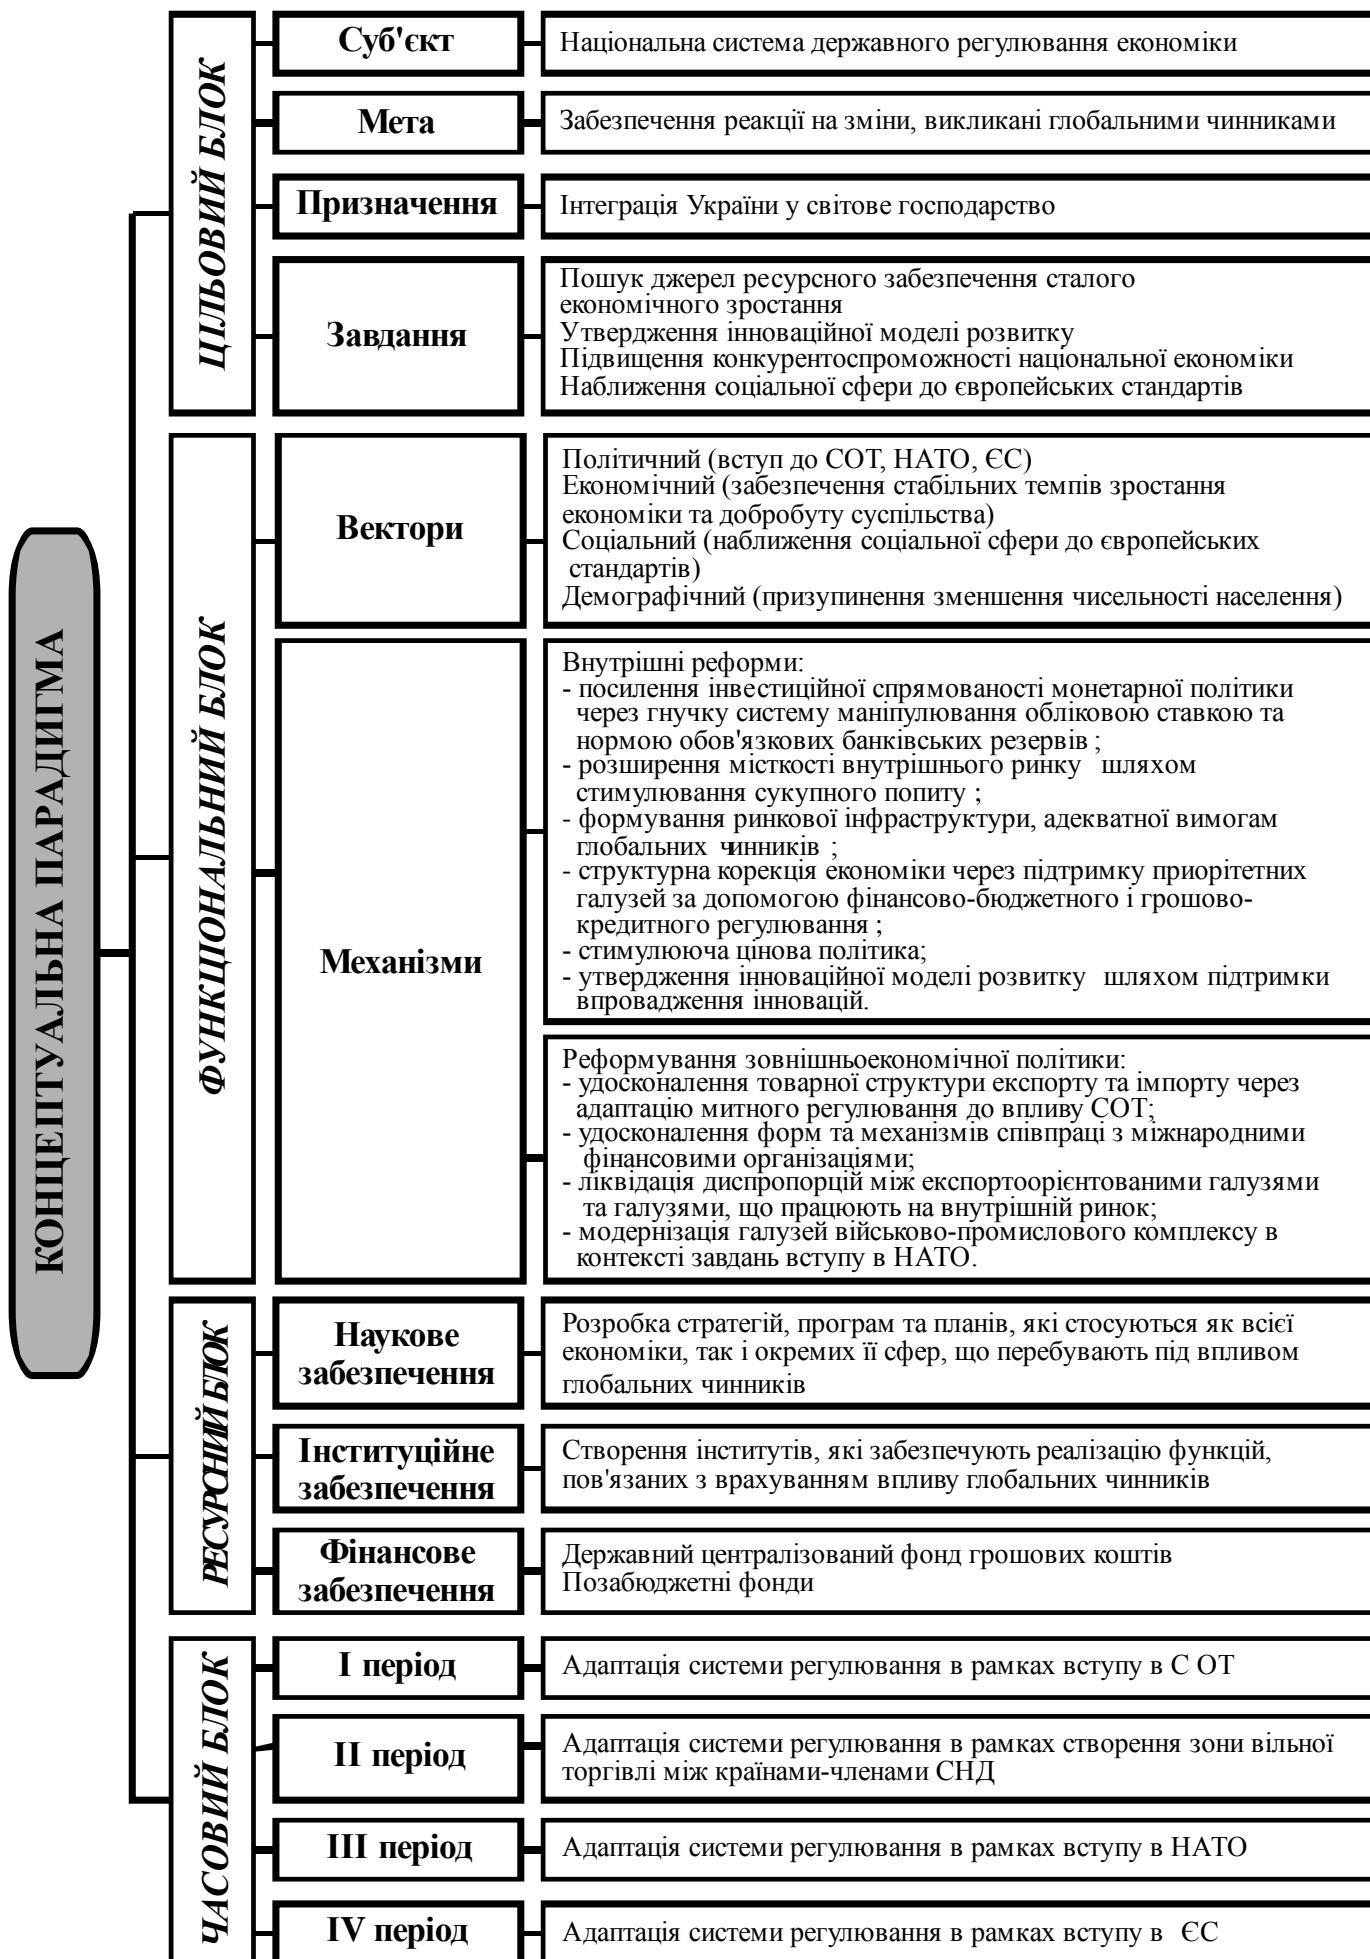 КОНЦЕПТУАЛЬНА ПАРАДИГМА
ЦІЛЬОВИЙ БЛОК
Суб'єкт
Національна система державного регулювання економіки
Мета
Забезпечення реакції на зміни, викликані глобальними чинниками
Призначення
Інтеграція України у світове господарство
Завдання
Пошук джерел ресурсного забезпечення сталого
економічного зростання
Утвердження інноваційної моделі розвитку
Підвищення конкурентоспроможності національної економіки
Наближення соціальної сфери до європейських стандартів
ФУНКЦІОНАЛЬНИЙ БЛОК
Вектори
Політичний (вступ до СОТ, НАТО, ЄС)
Економічний (забезпечення стабільних темпів зростання
економіки та добробуту суспільства)
Соціальний (наближення соціальної сфери до європейських
стандартів)
Демографічний (призупинення зменшення чисельності населення)
Механізми
Внутрішні реформи:
- посилення інвестиційної спрямованості монетарної політики
через гнучку систему маніпулювання обліковою ставкою та
нормою обов'язкових банківських резервів ;
- розширення місткості внутрішнього ринку шляхом
стимулювання сукупного попиту ;
- формування ринкової інфраструктури, адекватної вимогам
глобальних чинників ;
- структурна корекція економіки через підтримку приорітетних
галузей за допомогою фінансово-бюджетного і грошово-
кредитного регулювання ;
- стимулююча цінова політика;
- утвердження інноваційної моделі розвитку шляхом підтримки
впровадження інновацій.
Реформування зовнішньоекономічної політики:
- удосконалення товарної структури експорту та імпорту через
адаптацію митного регулювання до впливу СОТ;
- удосконалення форм та механізмів співпраці з міжнародними
фінансовими організаціями;
- ліквідація диспропорцій між експортоорієнтованими галузями
та галузями, що працюють на внутрішній ринок;
- модернізація галузей військово-промислового комплексу в
контексті завдань вступу в НАТО.
РЕСУРСНИЙ БЛОК
Наукове
забезпечення
Розробка стратегій, програм та планів, які стосуються як всієї
економіки, так і окремих її сфер, що перебувають під впливом
глобальних чинників
Інституційне
забезпечення
Створення інститутів, які забезпечують реалізацію функцій,
пов'язаних з врахуванням впливу глобальних чинників
Фінансове
забезпечення
Державний централізований фонд грошових коштів
Позабюджетні фонди
ЧАСОВИЙ БЛОК
I період
Адаптація системи регулювання в рамках вступу в С ОТ
II період
Адаптація системи регулювання в рамках створення зони вільної
торгівлі між країнами-членами СНД
III період
Адаптація системи регулювання в рамках вступу в НАТО
IV період
Адаптація системи регулювання в рамках вступу в ЄС